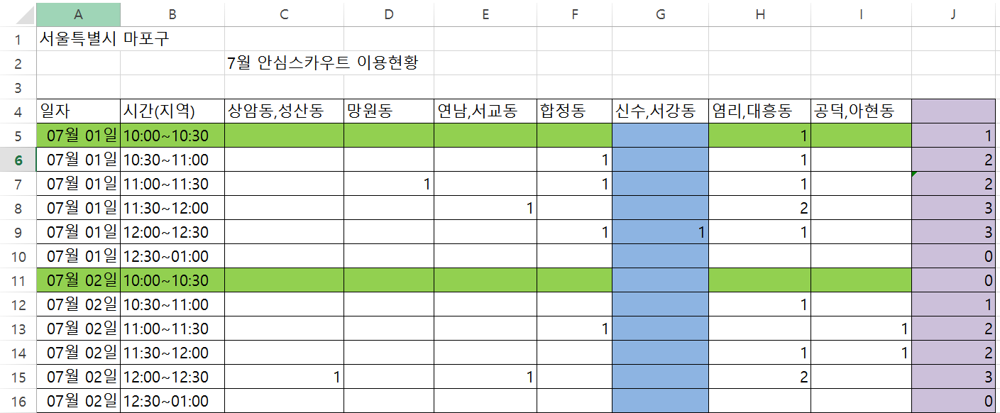 A B C D E F G H I J
1 서울특별시 마포구
2 7월 안심스카우트 이용현황
3
4 일자 시간(지역) 상암동,성산동 망원동 연남,서교동 합정동 신수,서강동 염리,대흥동 공덕,아현동
5 07월 01일 10:00~10:30 1 1
6 07월 01일 10:30~11:00 1 1 2
7 07월 01일 11:00~11:30 1 1 1 2
8 07월 01일 11:30~12:00 1 2 3
9 07월 01일 12:00~12:30 1 1 1 3
10 07월 01일 12:30~01:00 0
11 07월 02일 10:00~10:30 0
12 07월 02일 10:30~11:00 1 1
13 07월 02일 11:00~11:30 1 1 2
14 07월 02일 11:30~12:00 1 1 2
15 07월 02일 12:00~12:30 1 1 2 3
16 07월 02일 12:30~01:00 0